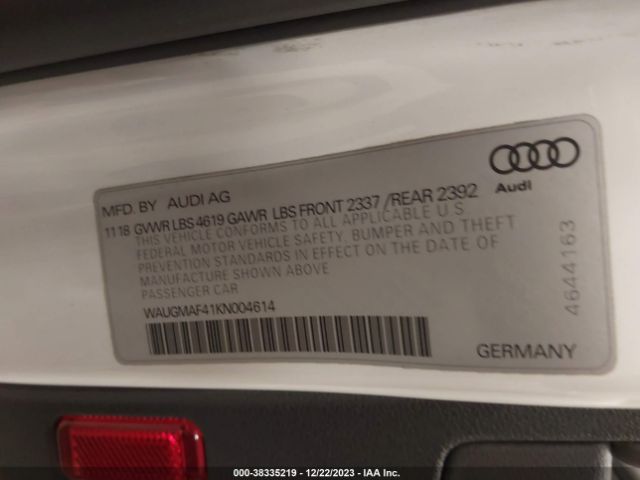 MFD. BY AUDI AG
1118 GVWR LBS 4619 GAWR LBS FRONT 2337 / REAR 2392
THIS VEHICLE CONFORMS TO ALL APPLICABLE U.S
FEDERAL MOTOR VEHICLE SAFETY, BUMPER AND THEFT
PREVENTION STANDARDS IN EFFECT ON THE DATE OF
MANUFACTURE SHOWN ABOVE
PASSENGER CAR
WAUGMAF41KN004614
Audi
4644163
GERMANY
000-38335219 - 12/22/2023 - IAA Inc.